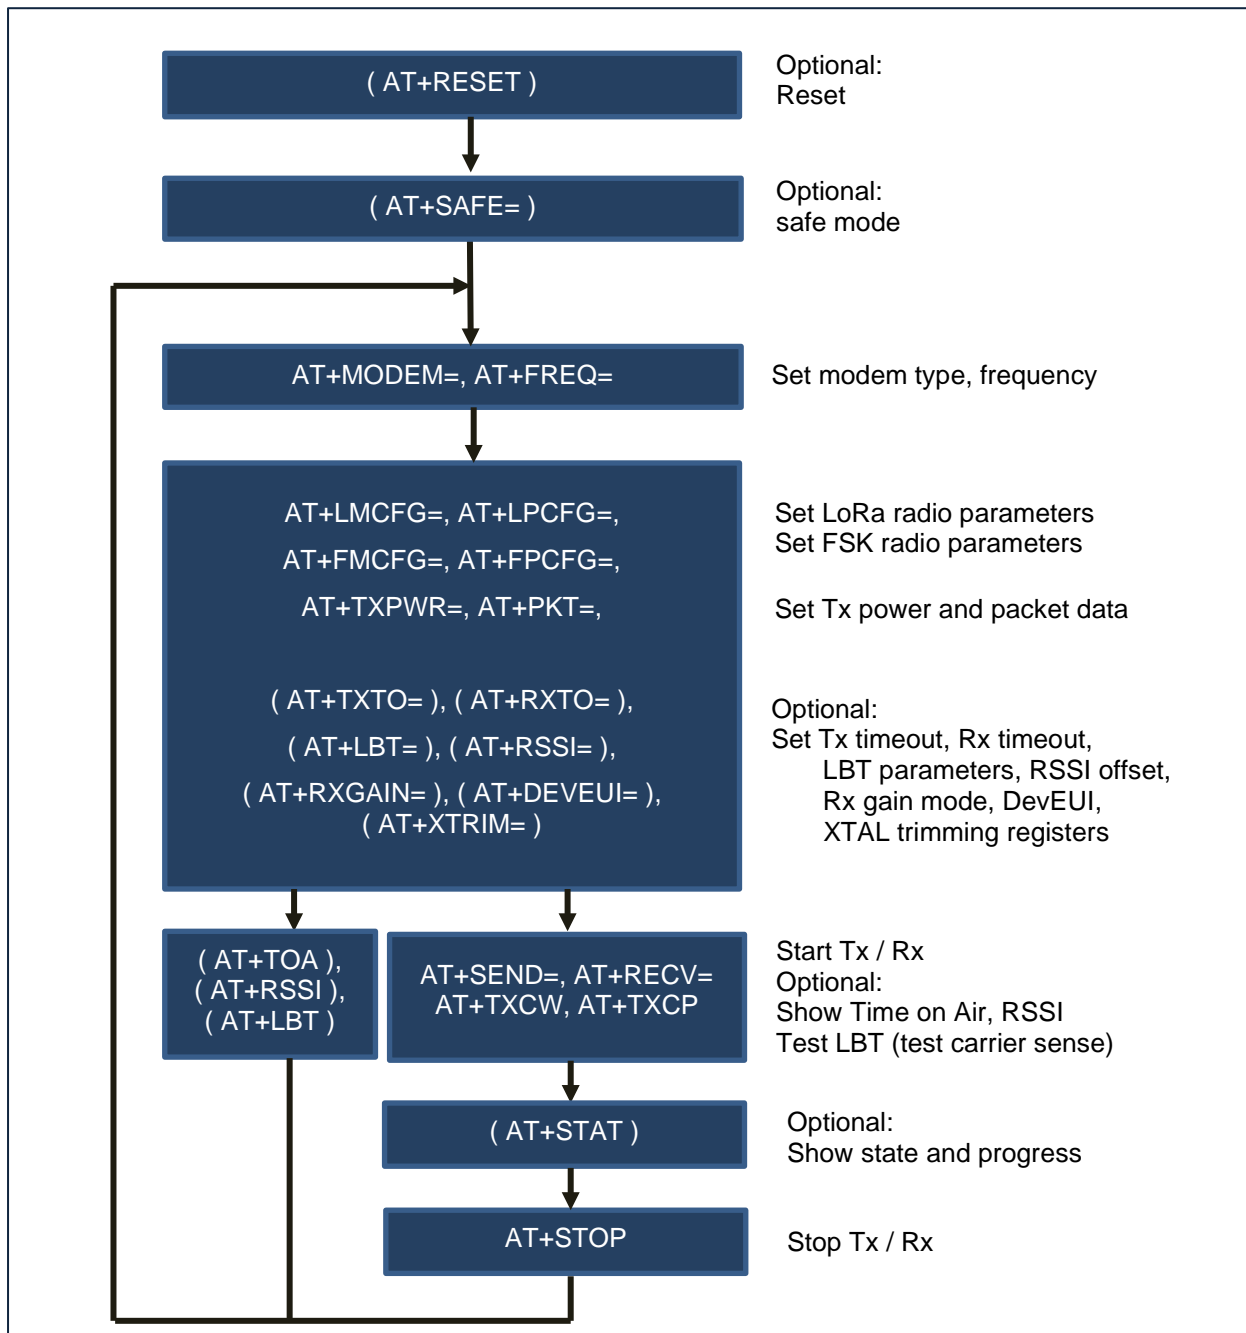 ( AT+RESET )
Optional:
Reset
( AT+SAFE= )
Optional:
safe mode
AT+MODEM=, AT+FREQ=
Set modem type, frequency
AT+LMCFG=, AT+LPCFG=,
AT+FMCFG=, AT+FPCFG=,
AT+TXPWR=, AT+PKT=,
( AT+TXTO= ), ( AT+RXTO= ),
( AT+LBT= ), ( AT+RSSI= ),
( AT+RXGAIN= ), ( AT+DEVEUI= ),
( AT+XTRIM= )
Set LoRa radio parameters
Set FSK radio parameters
Set Tx power and packet data
Optional:
Set Tx timeout, Rx timeout,
LBT parameters, RSSI offset,
Rx gain mode, DevEUI,
XTAL trimming registers
( AT+TOA ),
( AT+RSSI ),
( AT+LBT )
AT+SEND=, AT+RECV=
AT+TXCW, AT+TXCP
Start Tx / Rx
Optional:
Show Time on Air, RSSI
Test LBT (test carrier sense)
( AT+STAT )
Optional:
Show state and progress
AT+STOP
Stop Tx / Rx